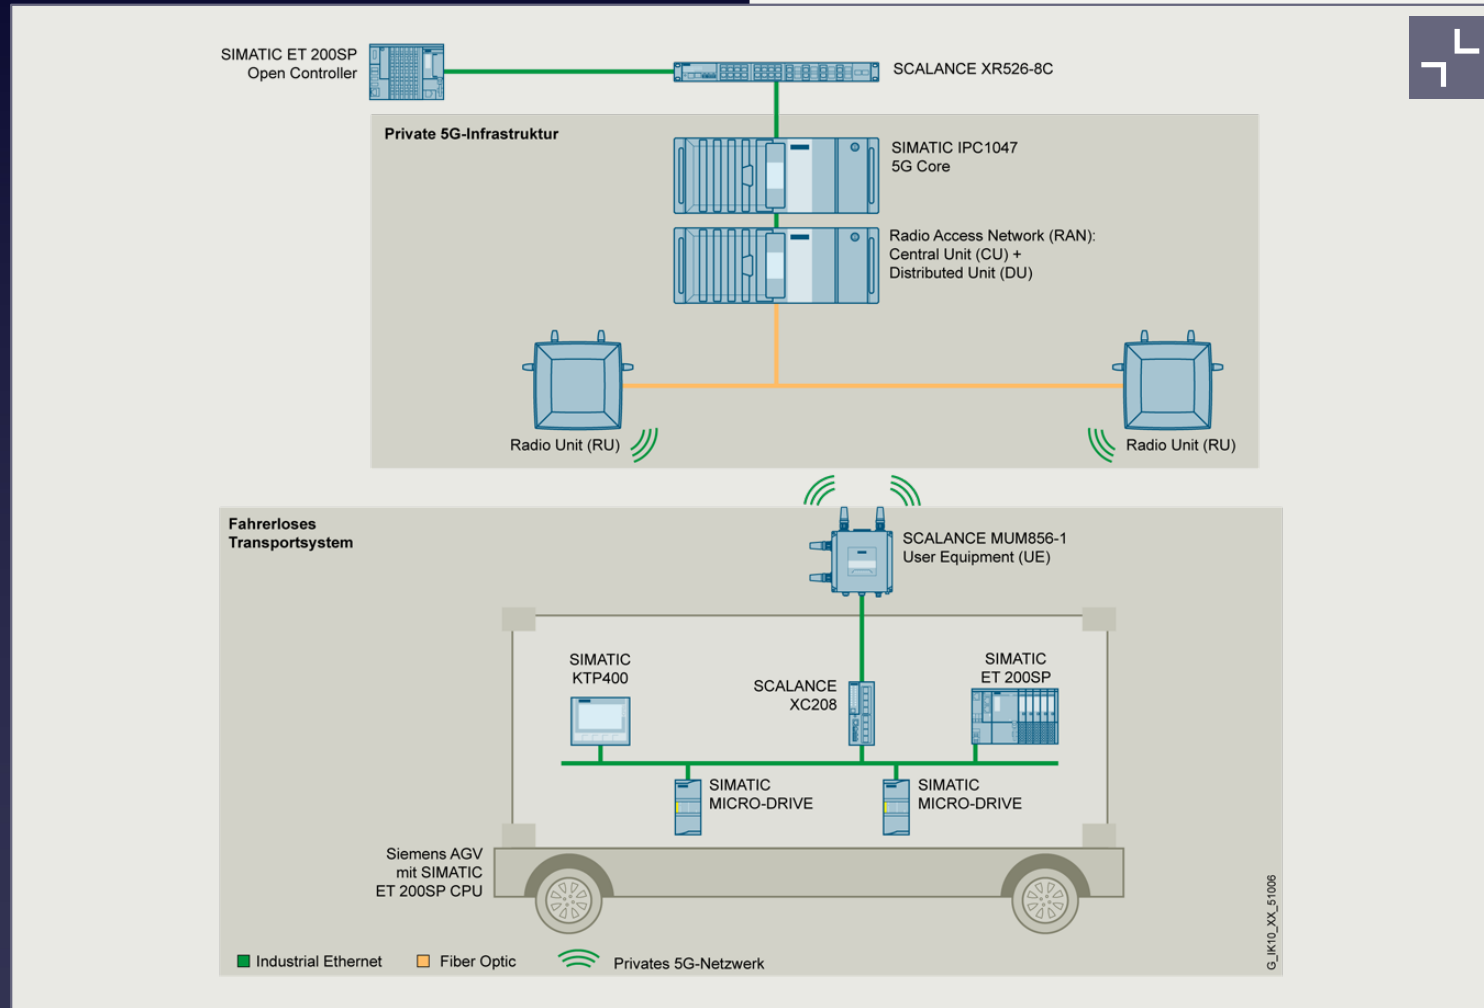 SIMATIC ET 200SP
Open Controller
SCALANCE XR526-8C
Private 5G-Infrastruktur
SIMATIC IPC1047
5G Core
Radio Access Network (RAN):
Central Unit (CU) +
Distributed Unit (DU)
Radio Unit (RU)
Radio Unit (RU)
Fahrerloses
Transportsystem
SCALANCE MUM856-1
User Equipment (UE)
SIMATIC
KTP400
SCALANCE
XC208
SIMATIC
ET 200SP
SIMATIC
MICRO-DRIVE
SIMATIC
MICRO-DRIVE
Siemens AGV
mit SIMATIC
ET 200SP CPU
Industrial Ethernet
Fiber Optic
Privates 5G-Netzwerk
G_IK10_XX_51006